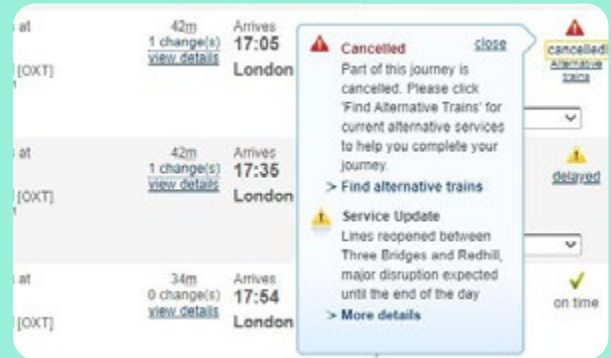 at
42m
1 change(s)
view details
Arrives
17:05
London
[OXT]
Cancelled
close
Part of this journey is
cancelled. Please click
'Find Alternative Trains' for
current alternative services
to help you complete your
journey.
> Find alternative trains
Service Update
Lines reopened between
Three Bridges and Redhill,
major disruption expected
until the end of the day
> More details
cancelled!
Alternative
trains
at
42m
1 change(s)
view details
Arrives
17:35
London
[OXT]
delayed
at
34m
0 change(s)
view details
Arrives
17:54
London
[OXT]
on time